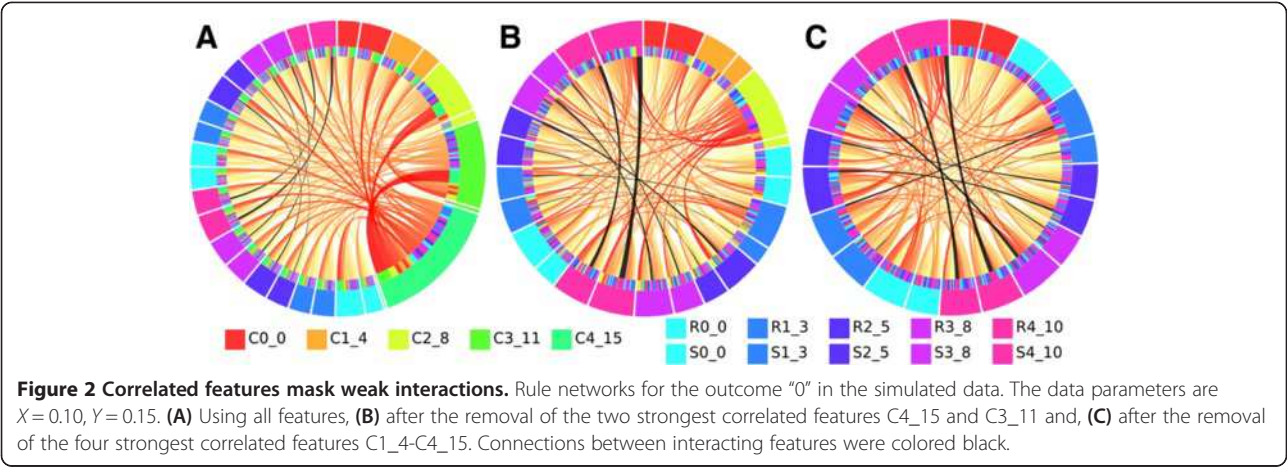 A B C
C0_0 C1_4 C2_8 C3_11 C4_15
R0_0 R1_3 R2_5 R3_8 R4_10
S0_0 S1_3 S2_5 S3_8 S4_10
Figure 2 Correlated features mask weak interactions. Rule networks for the outcome “0” in the simulated data. The data parameters are
X = 0.10, Y = 0.15. (A) Using all features, (B) after the removal of the two strongest correlated features C4_15 and C3_11 and, (C) after the removal
of the four strongest correlated features C1_4-C4_15. Connections between interacting features were colored black.